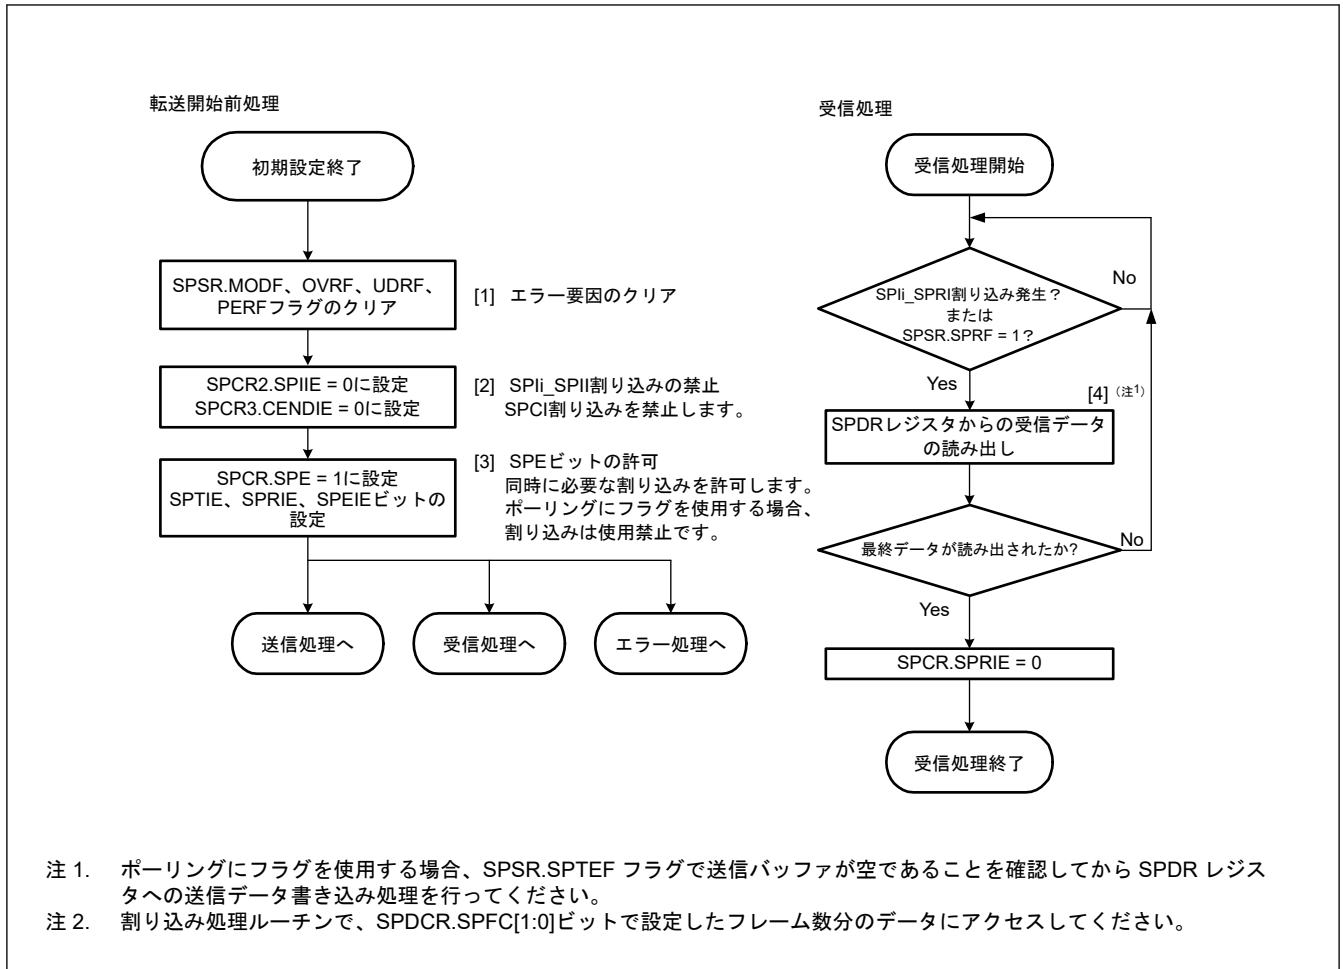 転送開始前処理
初期設定終了
SPSR.MODF、OVRF、UDRF、
PERFフラグのクリア
[1] エラー要因のクリア
SPCR2.SPIIE = 0に設定
SPCR3.CENDIE = 0に設定
[2] SPIi_SPII割り込みの禁止
SPCI割り込みを禁止します。
SPCR.SPE = 1に設定
SPTIE、SPRIE、SPEIEビットの
設定
[3] SPEビットの許可
同時に必要な割り込みを許可します。
ポーリングにフラグを使用する場合、
割り込みは使用禁止です。
送信処理へ
受信処理へ
エラー処理へ
受信処理
受信処理開始
SPIi_SPRI割り込み発生？
または
SPSR.SPRF = 1？
No
Yes
[4]（注1）
SPDRレジスタからの受信データ
の読み出し
最終データが読み出されたか?
No
Yes
SPCR.SPRIE = 0
受信処理終了
注 1. ポーリングにフラグを使用する場合、SPSR.SPTEF フラグで送信バッファが空であることを確認してから SPDR レジス
タへの送信データ書き込み処理を行ってください。
注 2. 割り込み処理ルーチンで、SPDCR.SPFC[1:0]ビットで設定したフレーム数分のデータにアクセスしてください。